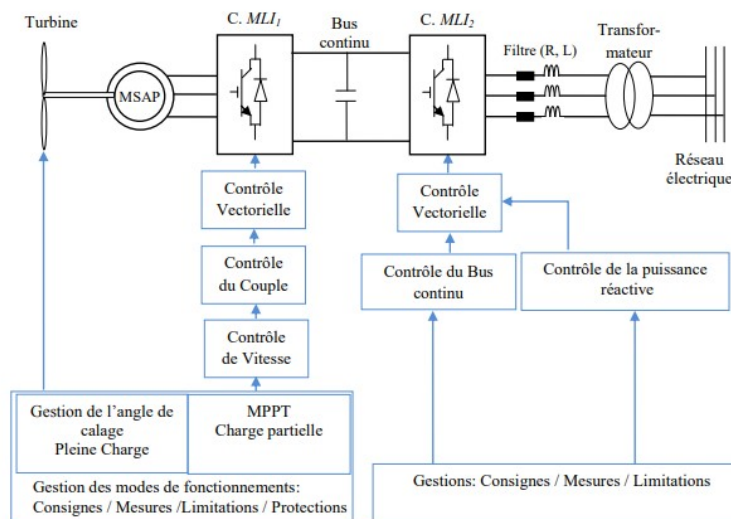 Turbine
C. MLI₁
Bus
continu
C. MLI₂
Filtre (R, L)
Transfor-
mateur
MSAP
Réseau
électrique
Contrôle
Vectorielle
Contrôle
Vectorielle
Contrôle
du Couple
Contrôle du Bus
continu
Contrôle de la puissance
réactive
Contrôle
de Vitesse
Gestion de l'angle de
calage
Pleine Charge
MPPT
Charge partielle
Gestion des modes de fonctionnements:
Consignes / Mesures /Limitations / Protections
Gestions: Consignes / Mesures / Limitations